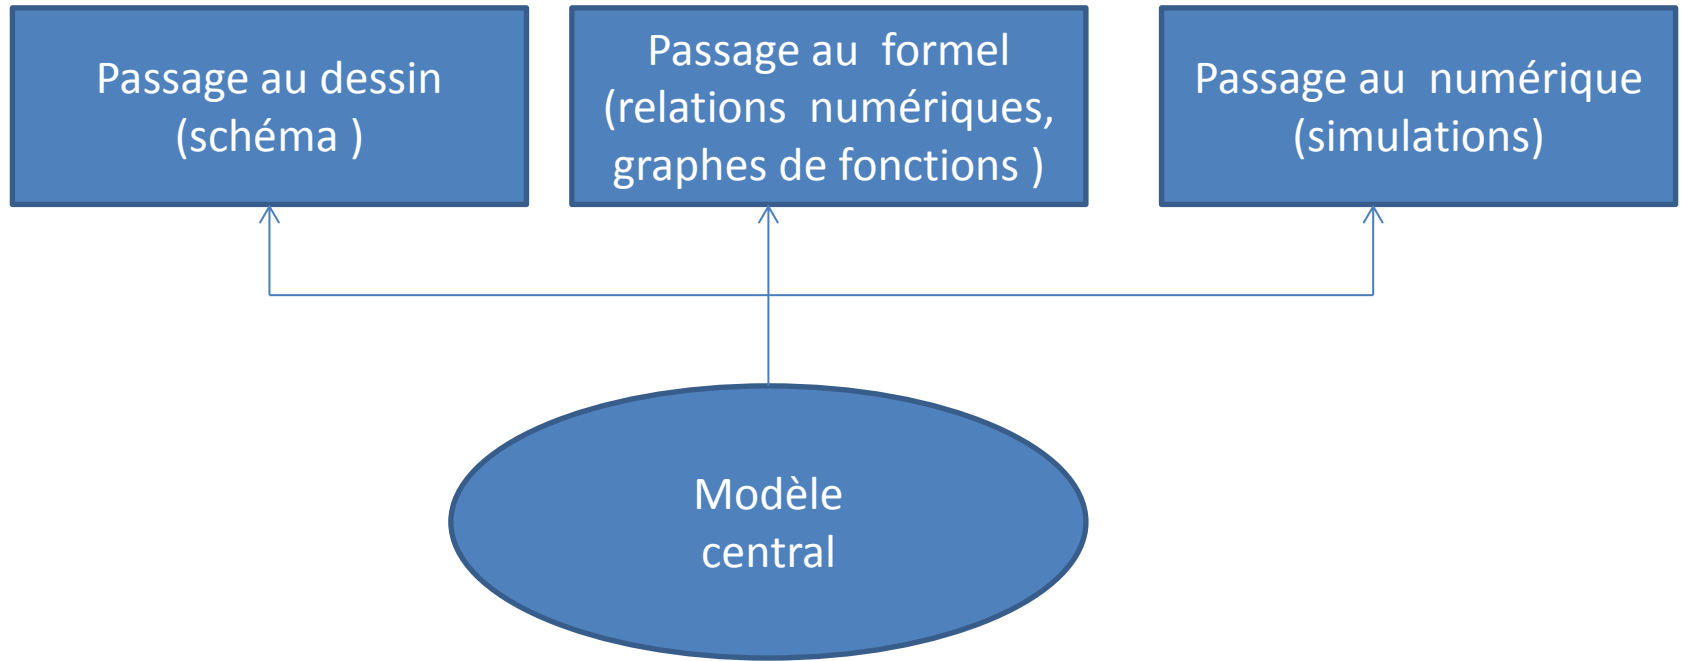 Passage au dessin
(schéma )
Passage au  formel
(relations  numériques,
graphes de fonctions )
Passage au  numérique
(simulations)
Modèle
central